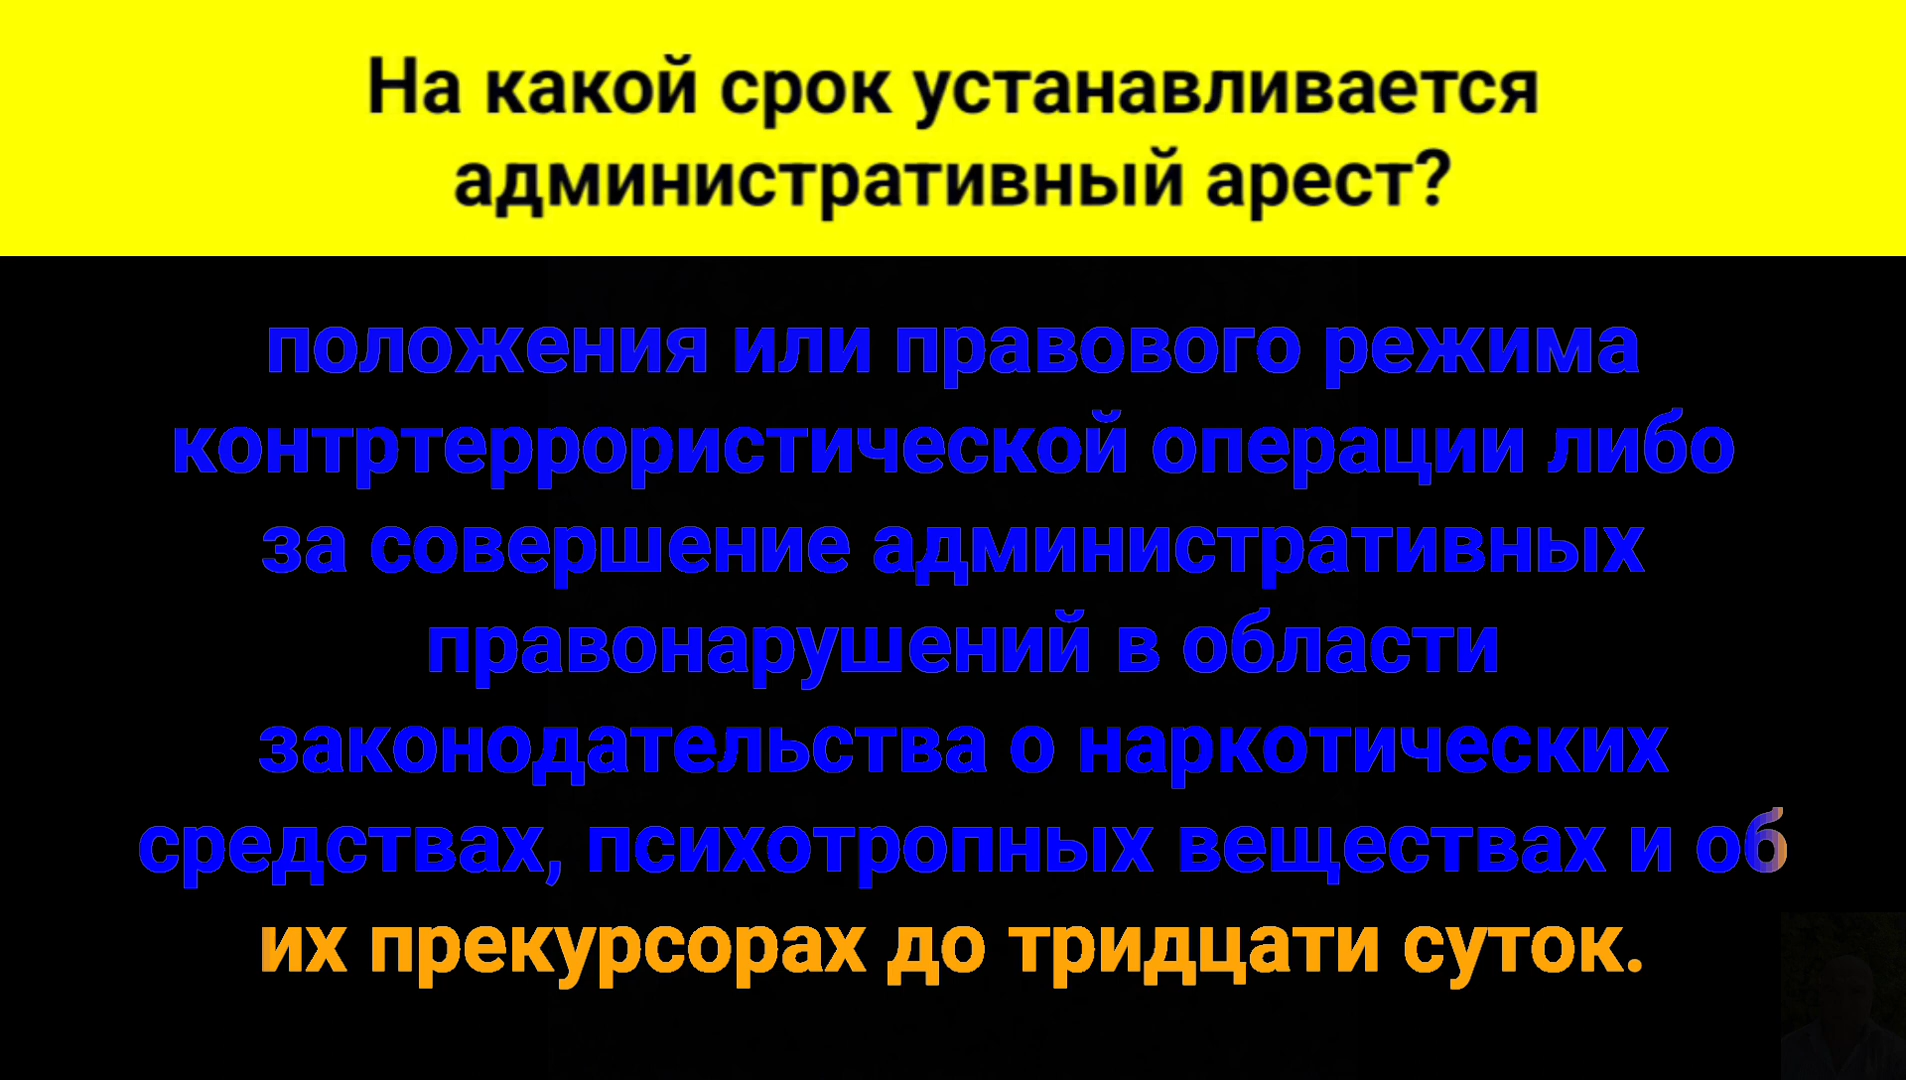 На какой срок устанавливается
административный арест?
положения или правового режима
контртеррористической операции либо
за совершение административных
правонарушений в области
законодательства о наркотических
средствах, психотропных веществах и об
их прекурсорах до тридцати суток.